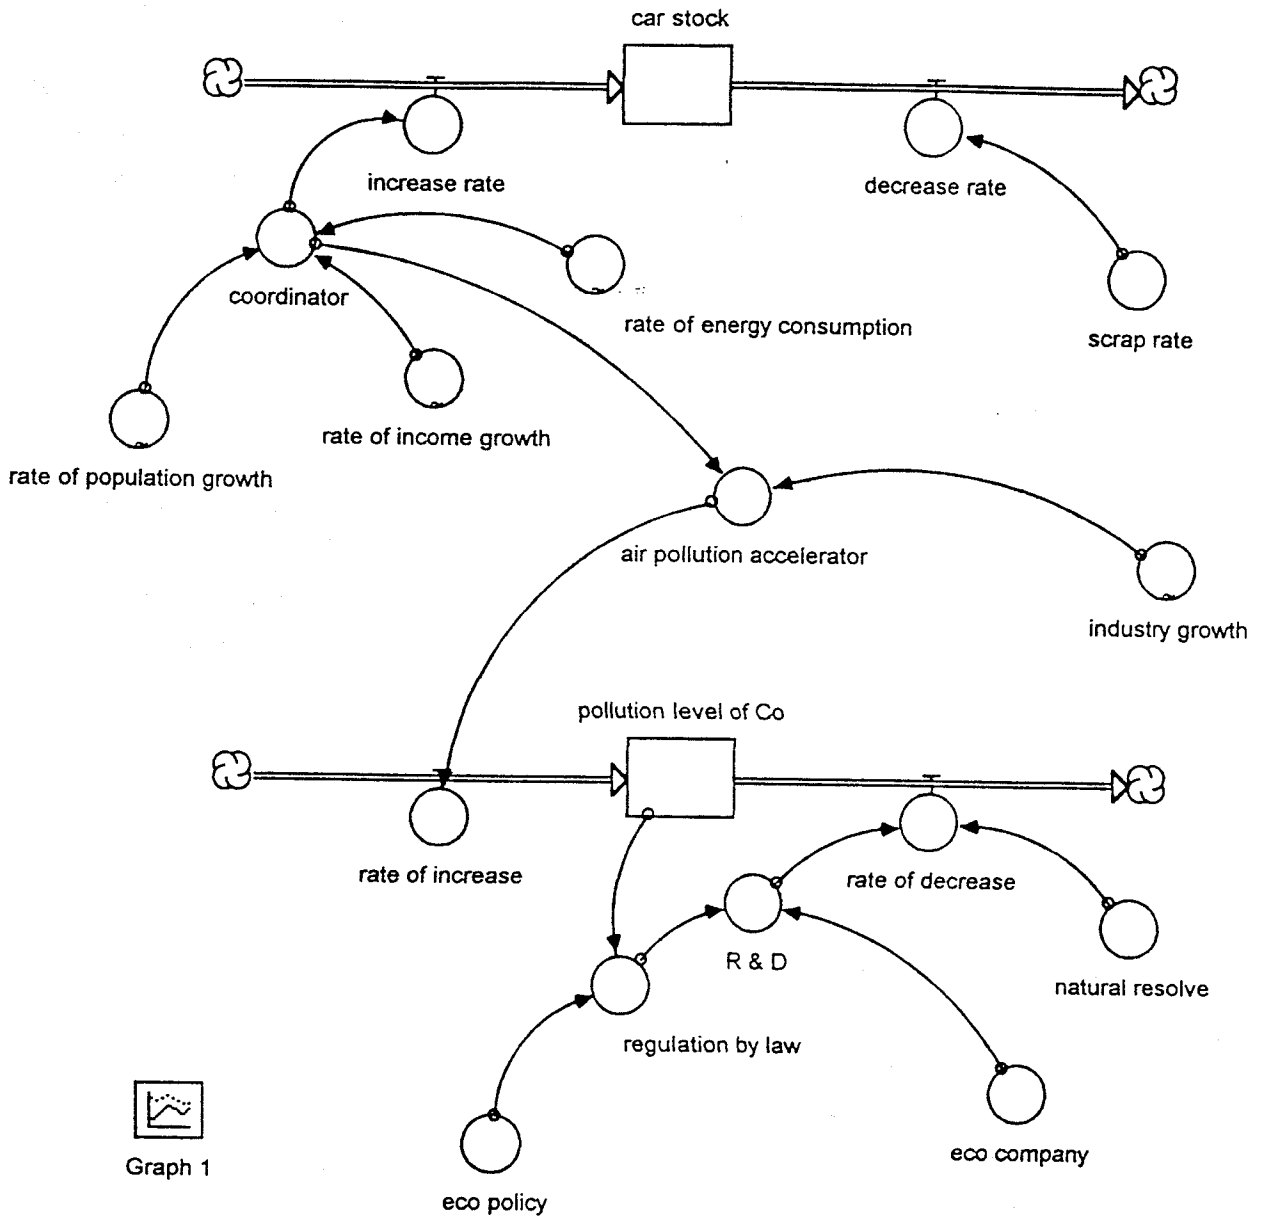 car stock
increase rate
decrease rate
coordinator
rate of energy consumption
scrap rate
rate of income growth
rate of population growth
air pollution accelerator
industry growth
pollution level of Co
rate of increase
rate of decrease
R & D
natural resolve
regulation by law
eco company
Graph 1
eco policy